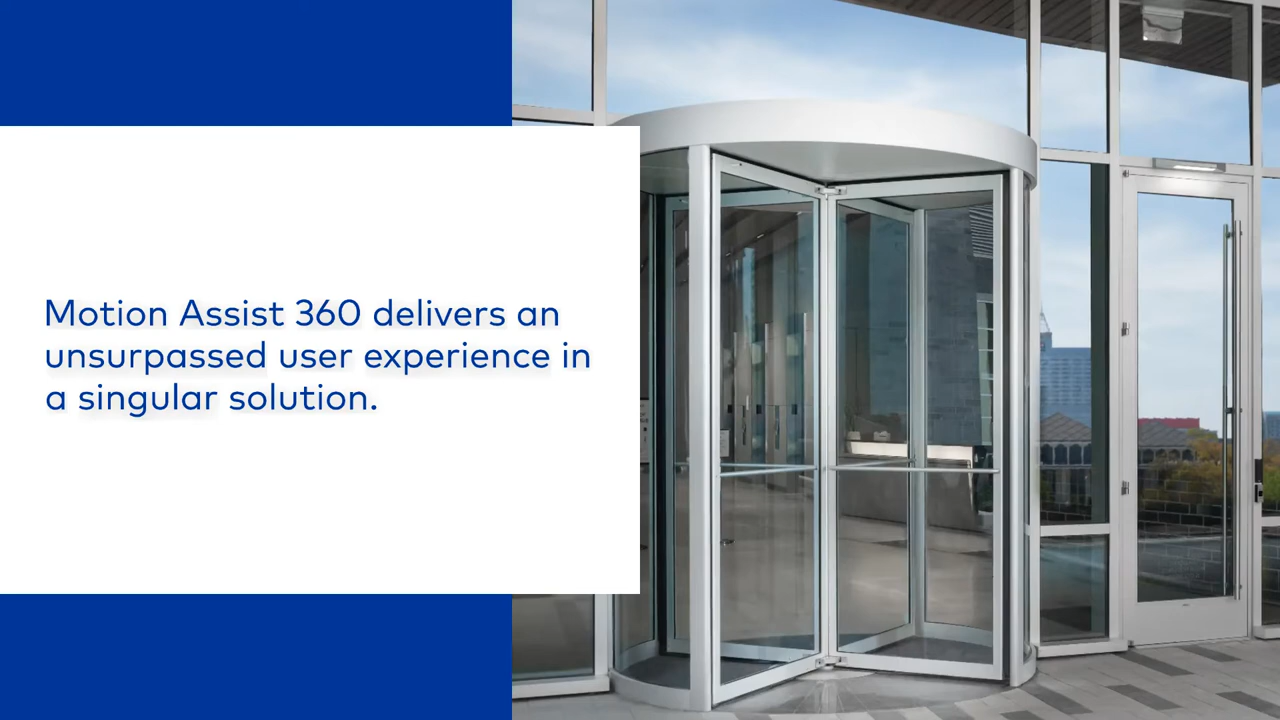 Motion Assist 360 delivers an
unsurpassed user experience in
a singular solution.